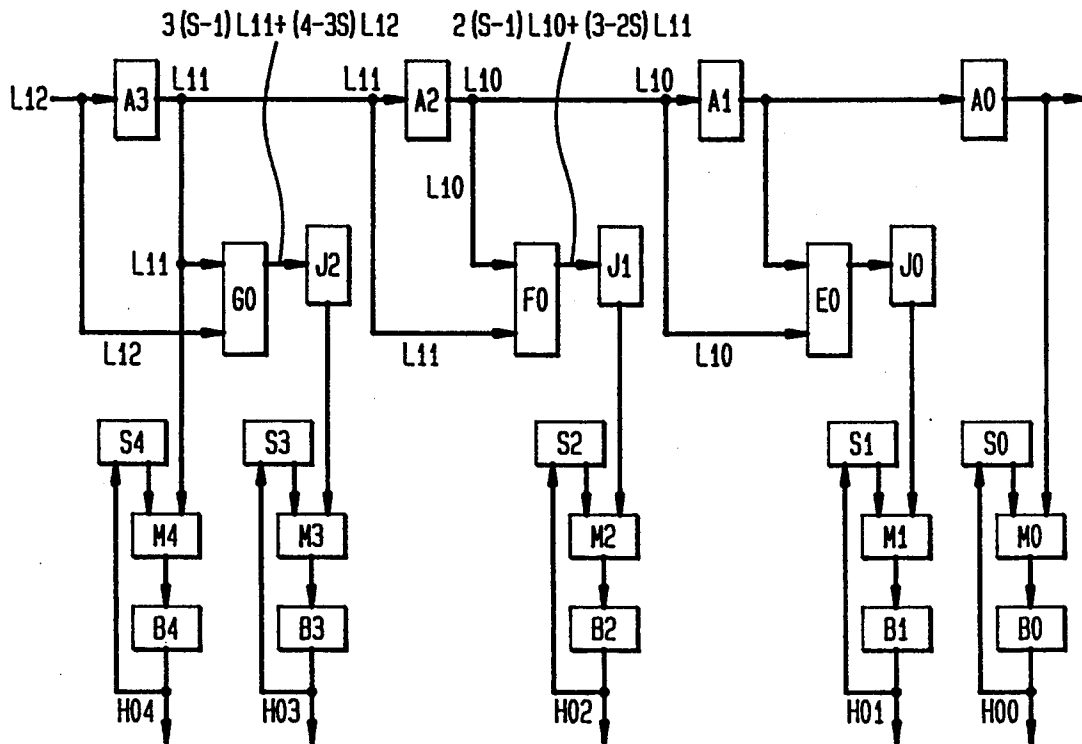 3 (S-1) L11+ (4-3S) L12
2 (S-1) L10+ (3-2S) L11
L12
A3
L11
L11
A2
L10
L10
A1
A0
L10
L11
G0
J2
F0
J1
E0
J0
L12
L11
L10
S4
S3
S2
S1
S0
M4
M3
M2
M1
M0
B4
B3
B2
B1
B0
H04
H03
H02
H01
H00